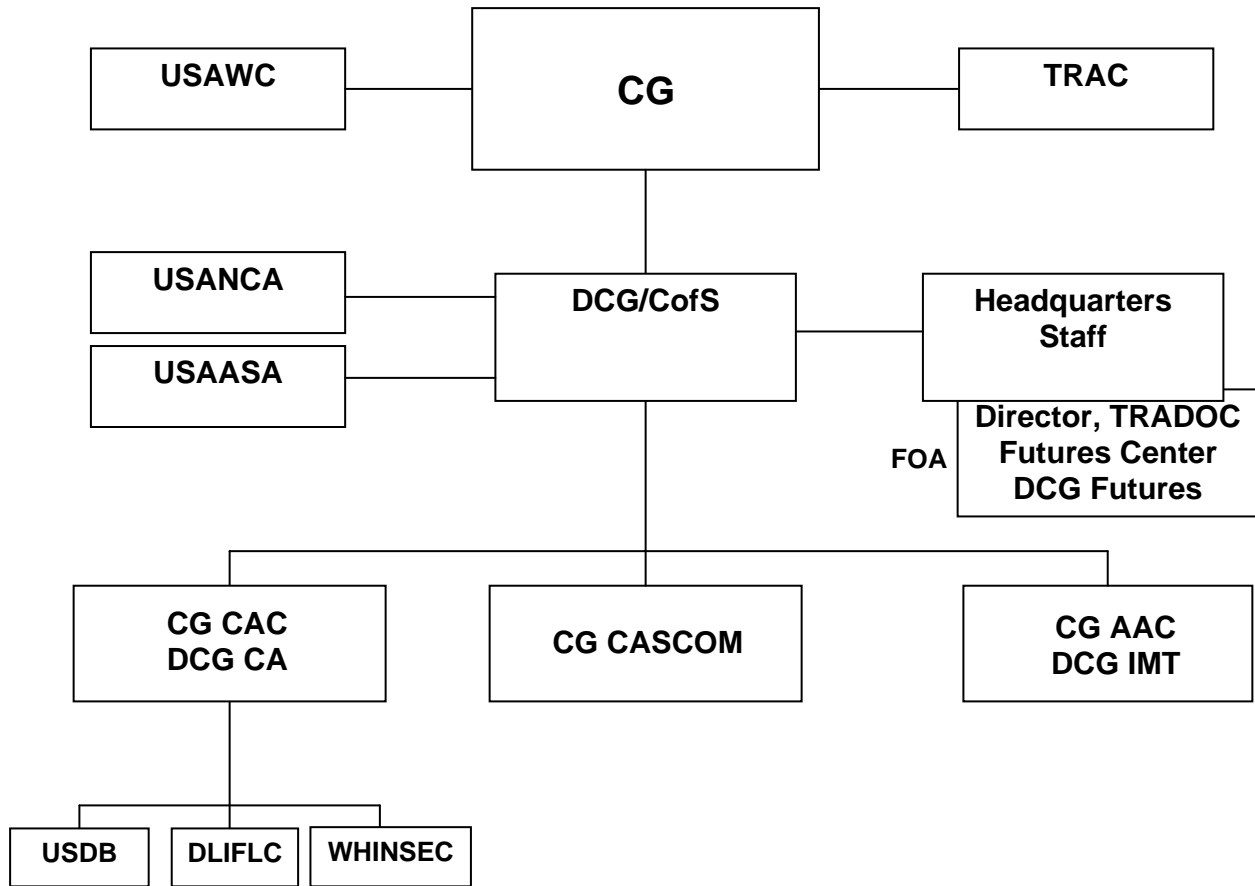 USAWC
CG
TRAC
USANCA
DCG/CofS
Headquarters
Staff
USAASA
Director, TRADOC
Futures Center
DCG Futures
FOA
CG CAC
DCG CA
CG CASCOM
CG AAC
DCG IMT
USDB
DLIFLC
WHINSEC